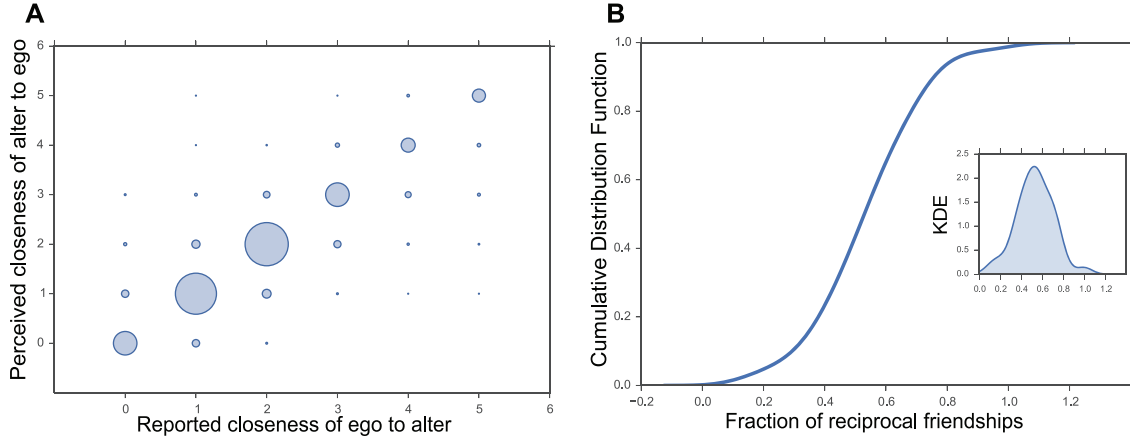 A
Perceived closeness of alter to ego
6
5
4
3
2
1
0
0 1 2 3 4 5 6
Reported closeness of ego to alter
B
Cumulative Distribution Function
1.0
0.8
0.6
0.4
0.2
0.0
−0.2 0.0 0.2 0.4 0.6 0.8 1.0 1.2
Fraction of reciprocal friendships
KDE
2.5
2.0
1.5
1.0
0.5
0.0
0.0 0.2 0.4 0.6 0.8 1.0 1.2